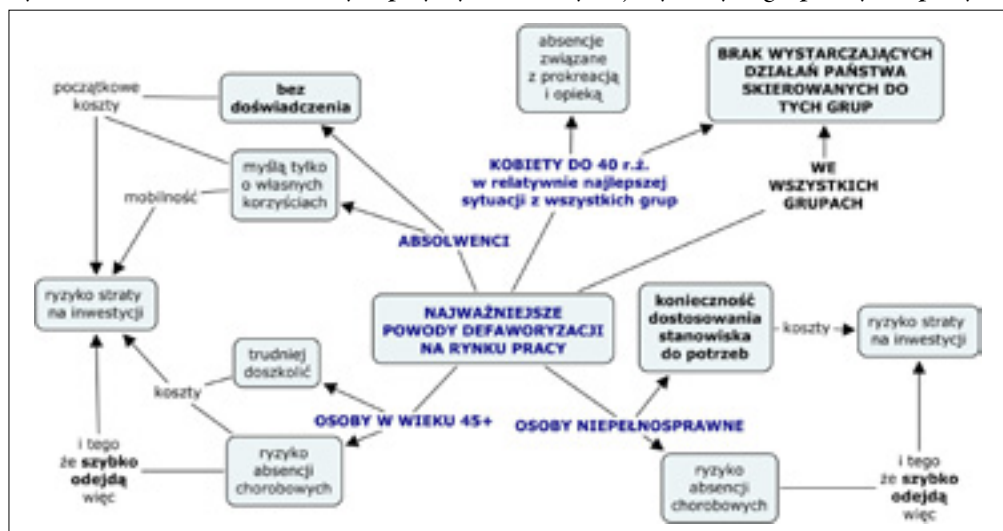 absencje
związane
z prokreacją
i opieką
BRAK WYSTARCZAJĄCYCH
DZIAŁAŃ PAŃSTWA
SKIEROWANYCH DO
TYCH GRUP
początkowe
koszty
bez
doświadczenia
myślą tylko
o własnych
korzyściach
mobilność
KOBIETY DO 40 r.ż.
w relatywnie najlepszej
sytuacji z wszystkich grup
WE
WSZYSTKICH
GRUPACH
ABSOLWENCI
ryzyko straty
na inwestycji
NAJWAŻNIEJSZE
POWODY DEFAWORYZACJI
NA RYNKU PRACY
konieczność
dostosowania
stanowiska
do potrzeb
koszty
ryzyko straty
na inwestycji
trudniej
doszkolić
koszty
OSOBY W WIEKU 45+
OSOBY NIEPEŁNOSPRAWNE
i tego
że szybko
odejdą
więc
ryzyko
absencji
chorobowych
ryzyko
absencji
chorobowych
i tego
że szybko
odejdą
więc